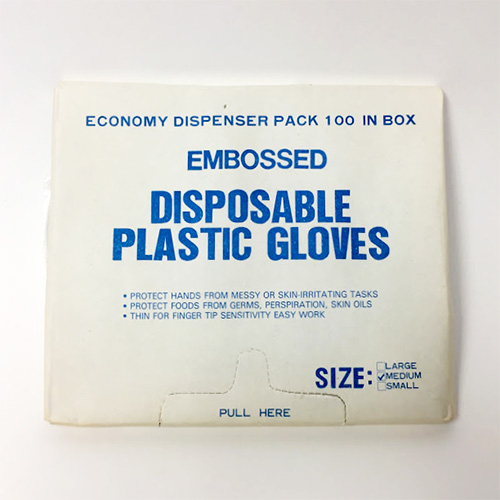 ECONOMY DISPENSER PACK 100 IN BOX
EMBOSSED
DISPOSABLE
PLASTIC GLOVES
• PROTECT HANDS FROM MESSY OR SKIN-IRRITATING TASKS
• PROTECT FOODS FROM GERMS, PERSPIRATION, SKIN OILS
• THIN FOR FINGER TIP SENSITIVITY EASY WORK
SIZE: ☐ LARGE
☑ MEDIUM
☐ SMALL
PULL HERE